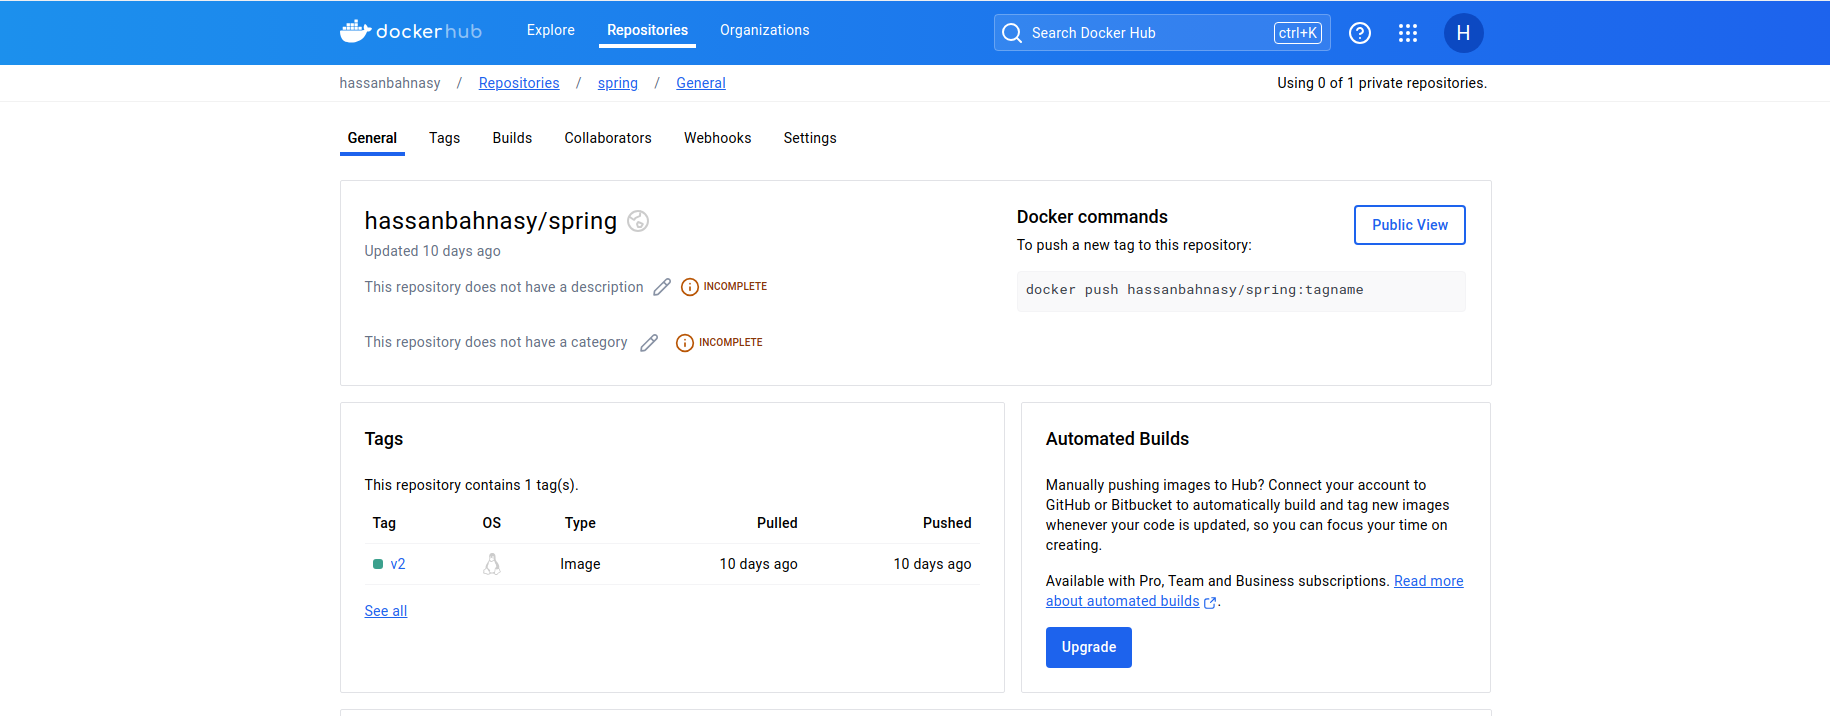 docker hub
Explore Repositories Organizations
Search Docker Hub ctrl+K
H
hassanbahnasy / Repositories / spring / General
Using 0 of 1 private repositories.
General Tags Builds Collaborators Webhooks Settings
hassanbahnasy/spring
Updated 10 days ago
This repository does not have a description INCOMPLETE
This repository does not have a category INCOMPLETE
Docker commands
To push a new tag to this repository:
Public View
docker push hassanbahnasy/spring:tagname
Tags
This repository contains 1 tag(s).
Tag OS Type Pulled Pushed
v2 Image 10 days ago 10 days ago
See all
Automated Builds
Manually pushing images to Hub? Connect your account to
GitHub or Bitbucket to automatically build and tag new images
whenever your code is updated, so you can focus your time on
creating.
Available with Pro, Team and Business subscriptions. Read more
about automated builds .
Upgrade